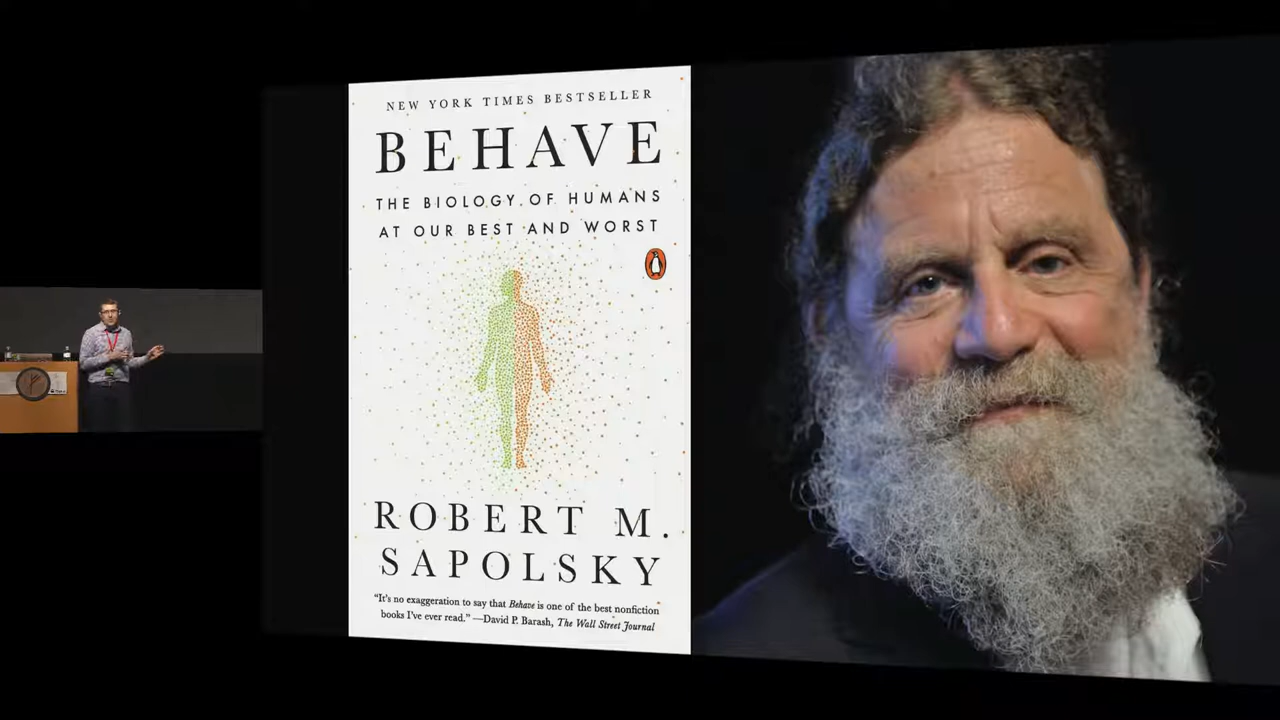 NEW YORK TIMES BESTSELLER
BEHAVE
THE BIOLOGY OF HUMANS
AT OUR BEST AND WORST
ROBERT M.
SAPOLSKY
“It’s no exaggeration to say that Behave is one of the best nonfiction
books I’ve ever read.” —David P. Barash, The Wall Street Journal